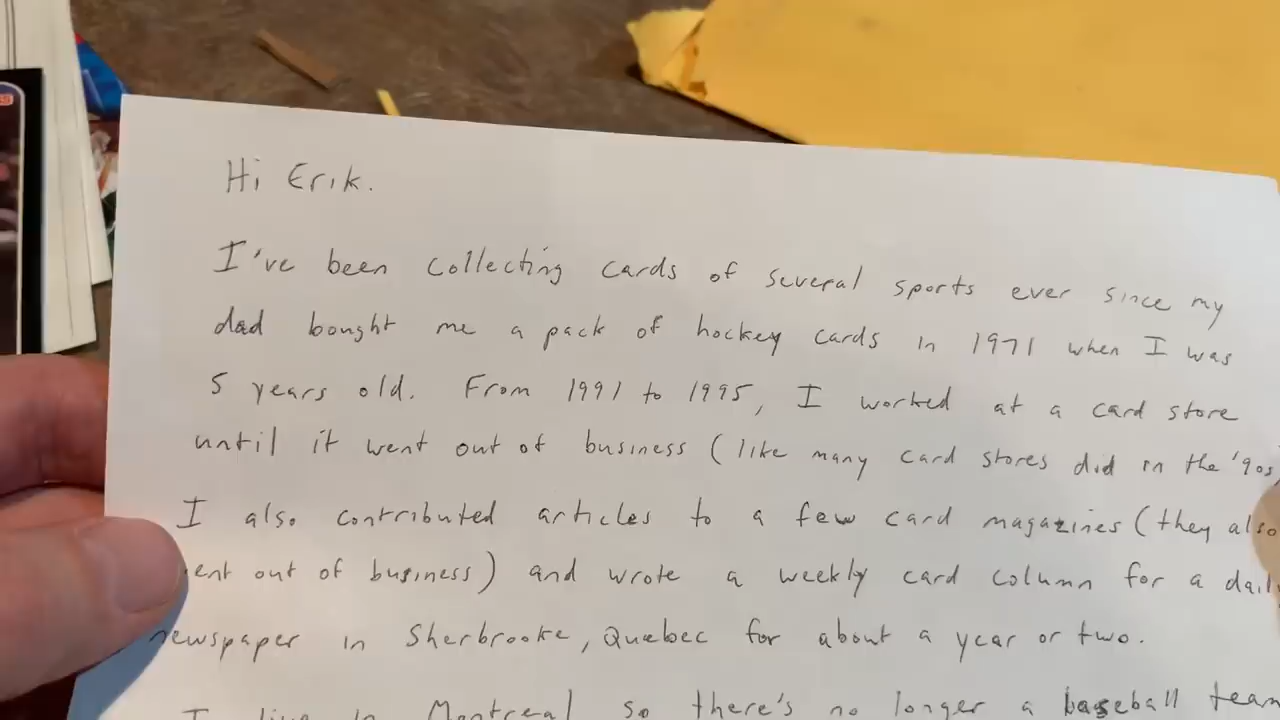 Hi Erik.
I've been collecting cards of several sports ever since my
dad bought me a pack of hockey cards in 1971 when I was
5 years old. From 1991 to 1995, I worked at a card store
until it went out of business (like many card stores did in the '90s)
I also contributed articles to a few card magazines (they also
went out of business) and wrote a weekly card column for a daily
newspaper in Sherbrooke, Quebec for about a year or two.
I live in Montreal so there's no longer a baseball team